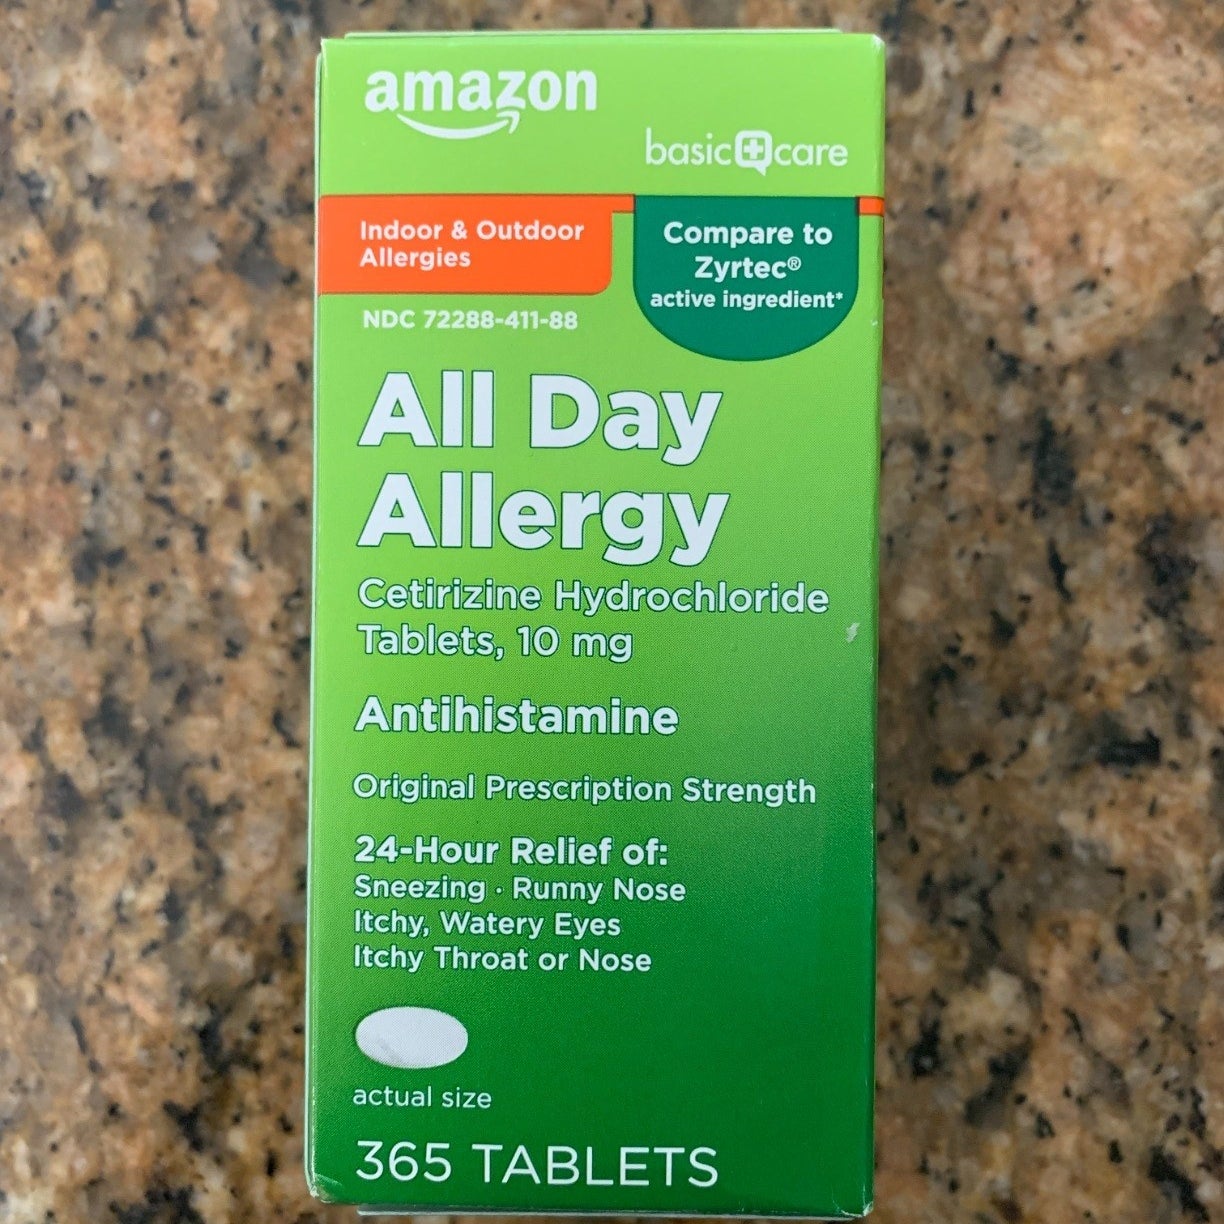 amazon
basic care
Indoor & Outdoor
Allergies
Compare to
Zyrtec®
active ingredient*
NDC 72288-411-88
All Day
Allergy
Cetirizine Hydrochloride
Tablets, 10 mg
Antihistamine
Original Prescription Strength
24-Hour Relief of:
Sneezing · Runny Nose
Itchy, Watery Eyes
Itchy Throat or Nose
actual size
365 TABLETS